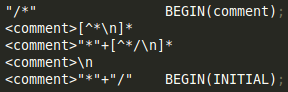 "/*" BEGIN(comment);
<comment>[^*\n]*
<comment>"*"+[^*/\n]*
<comment>\n
<comment>"*"+"/" BEGIN(INITIAL);